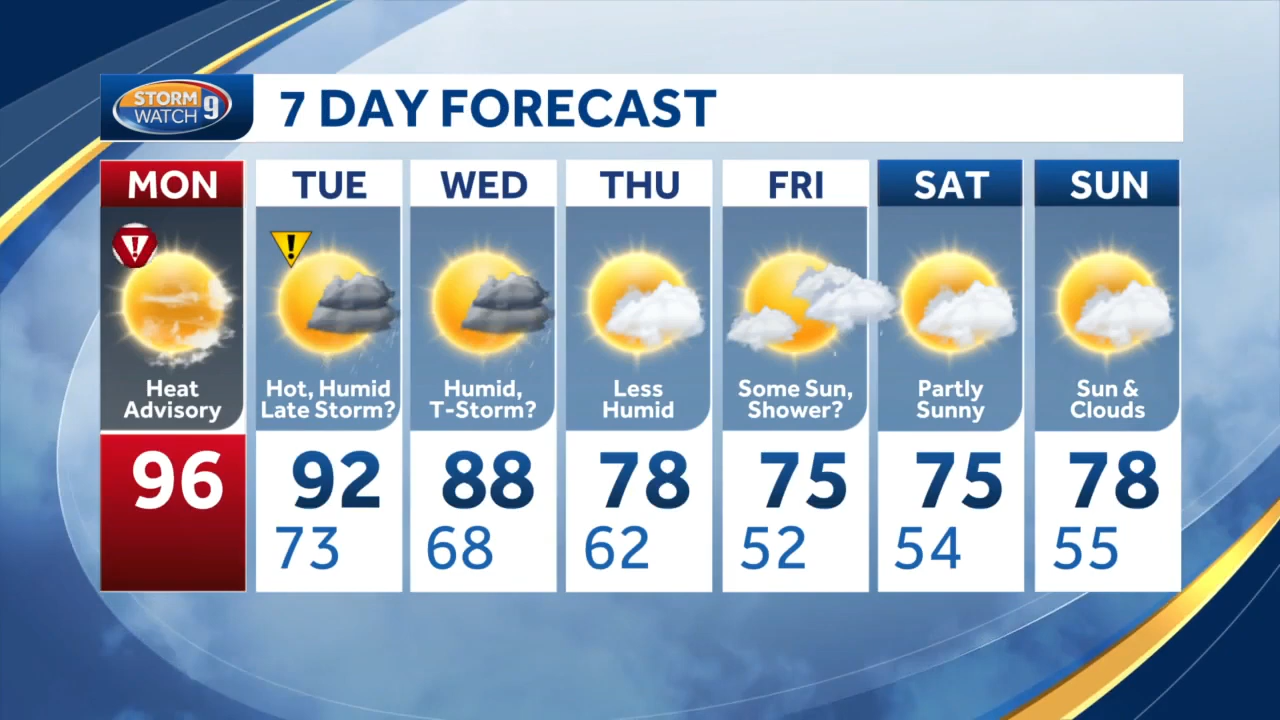 STORM
WATCH 9
7 DAY FORECAST
MON
TUE
WED
THU
FRI
SAT
SUN
!
!
Heat
Advisory
Hot, Humid
Late Storm?
Humid,
T-Storm?
Less
Humid
Some Sun,
Shower?
Partly
Sunny
Sun &
Clouds
96
92
88
78
75
75
78
73
68
62
52
54
55